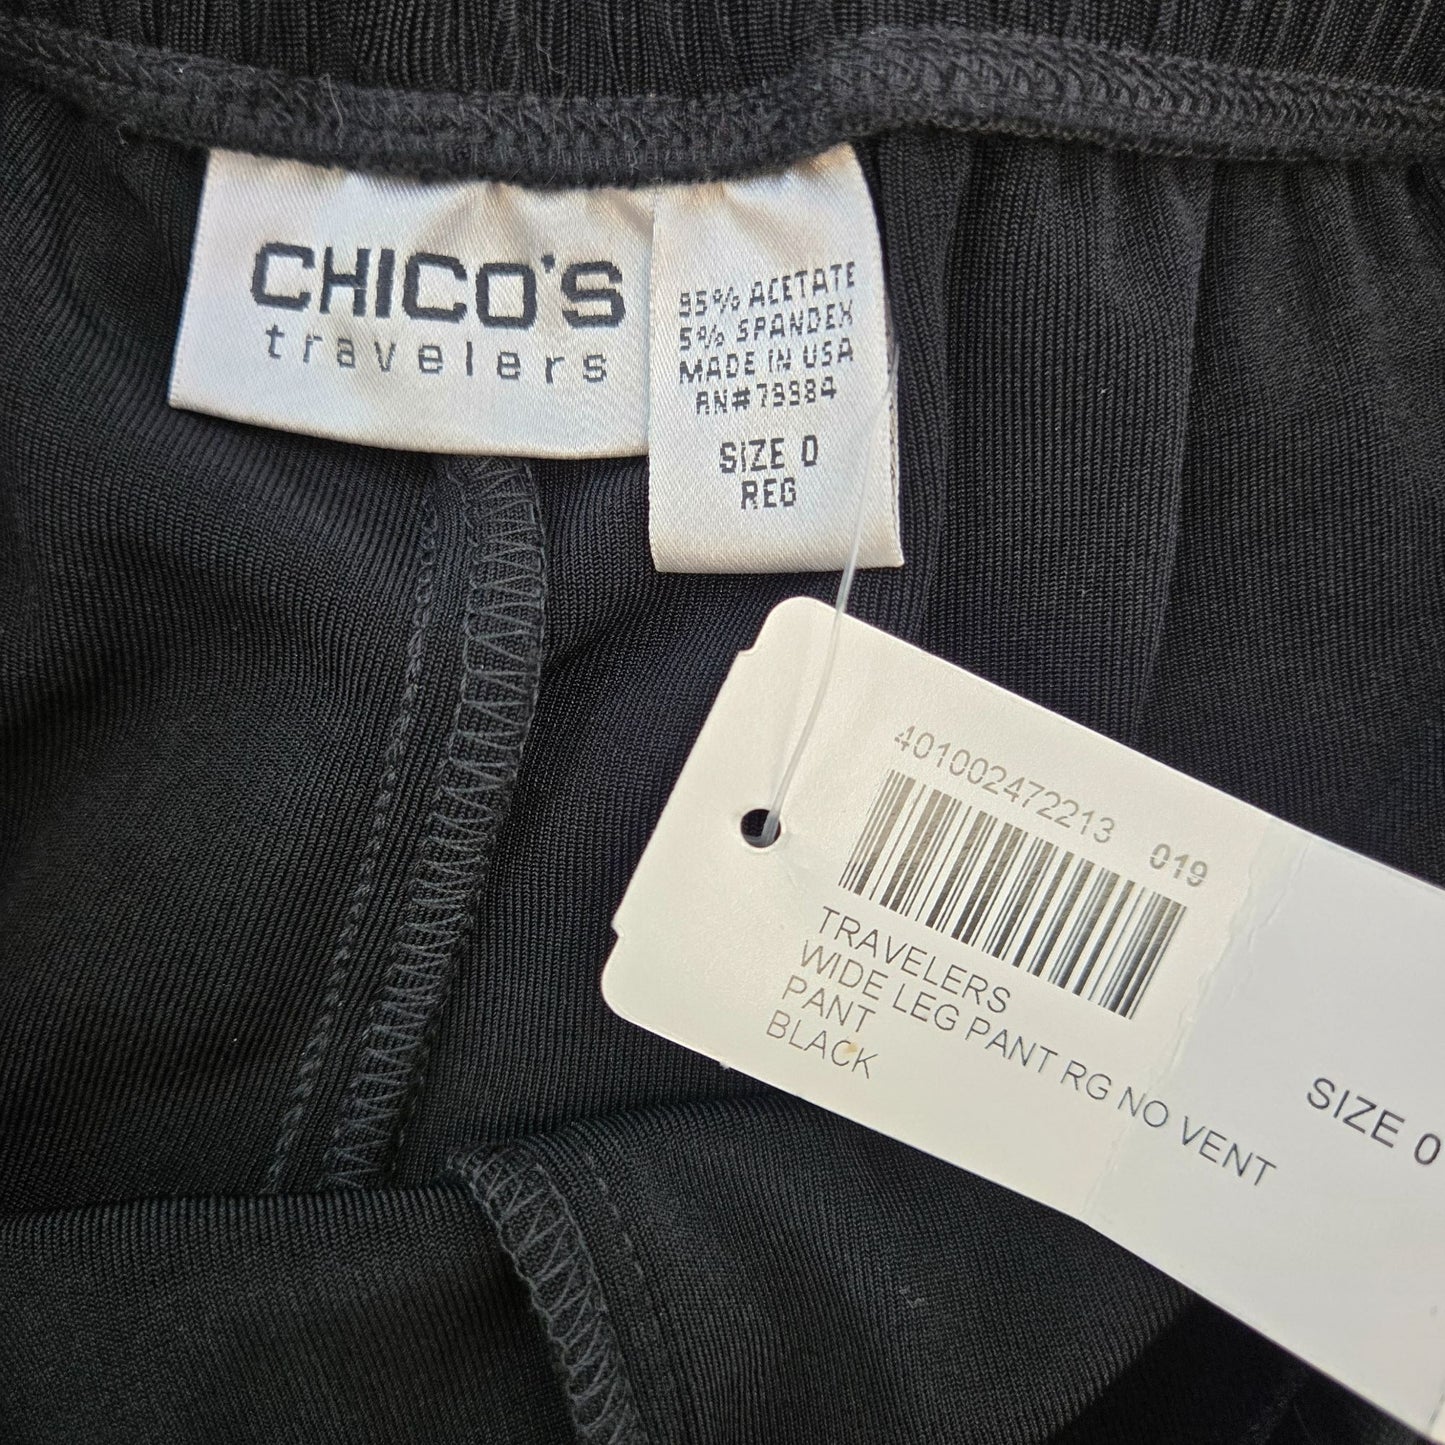 CHICO'S
travelers
95% ACETATE
5% SPANDEX
MADE IN USA
RN#79984
SIZE 0
REG
401002472213 019
TRAVELERS
WIDE LEG PANT RG NO VENT
PANT
BLACK
SIZE 0